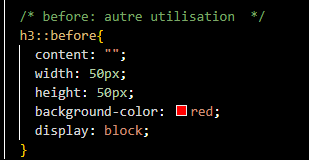 /* before: autre utilisation  */
h3::before{
content: "";
width: 50px;
height: 50px;
background-color: red;
display: block;
}